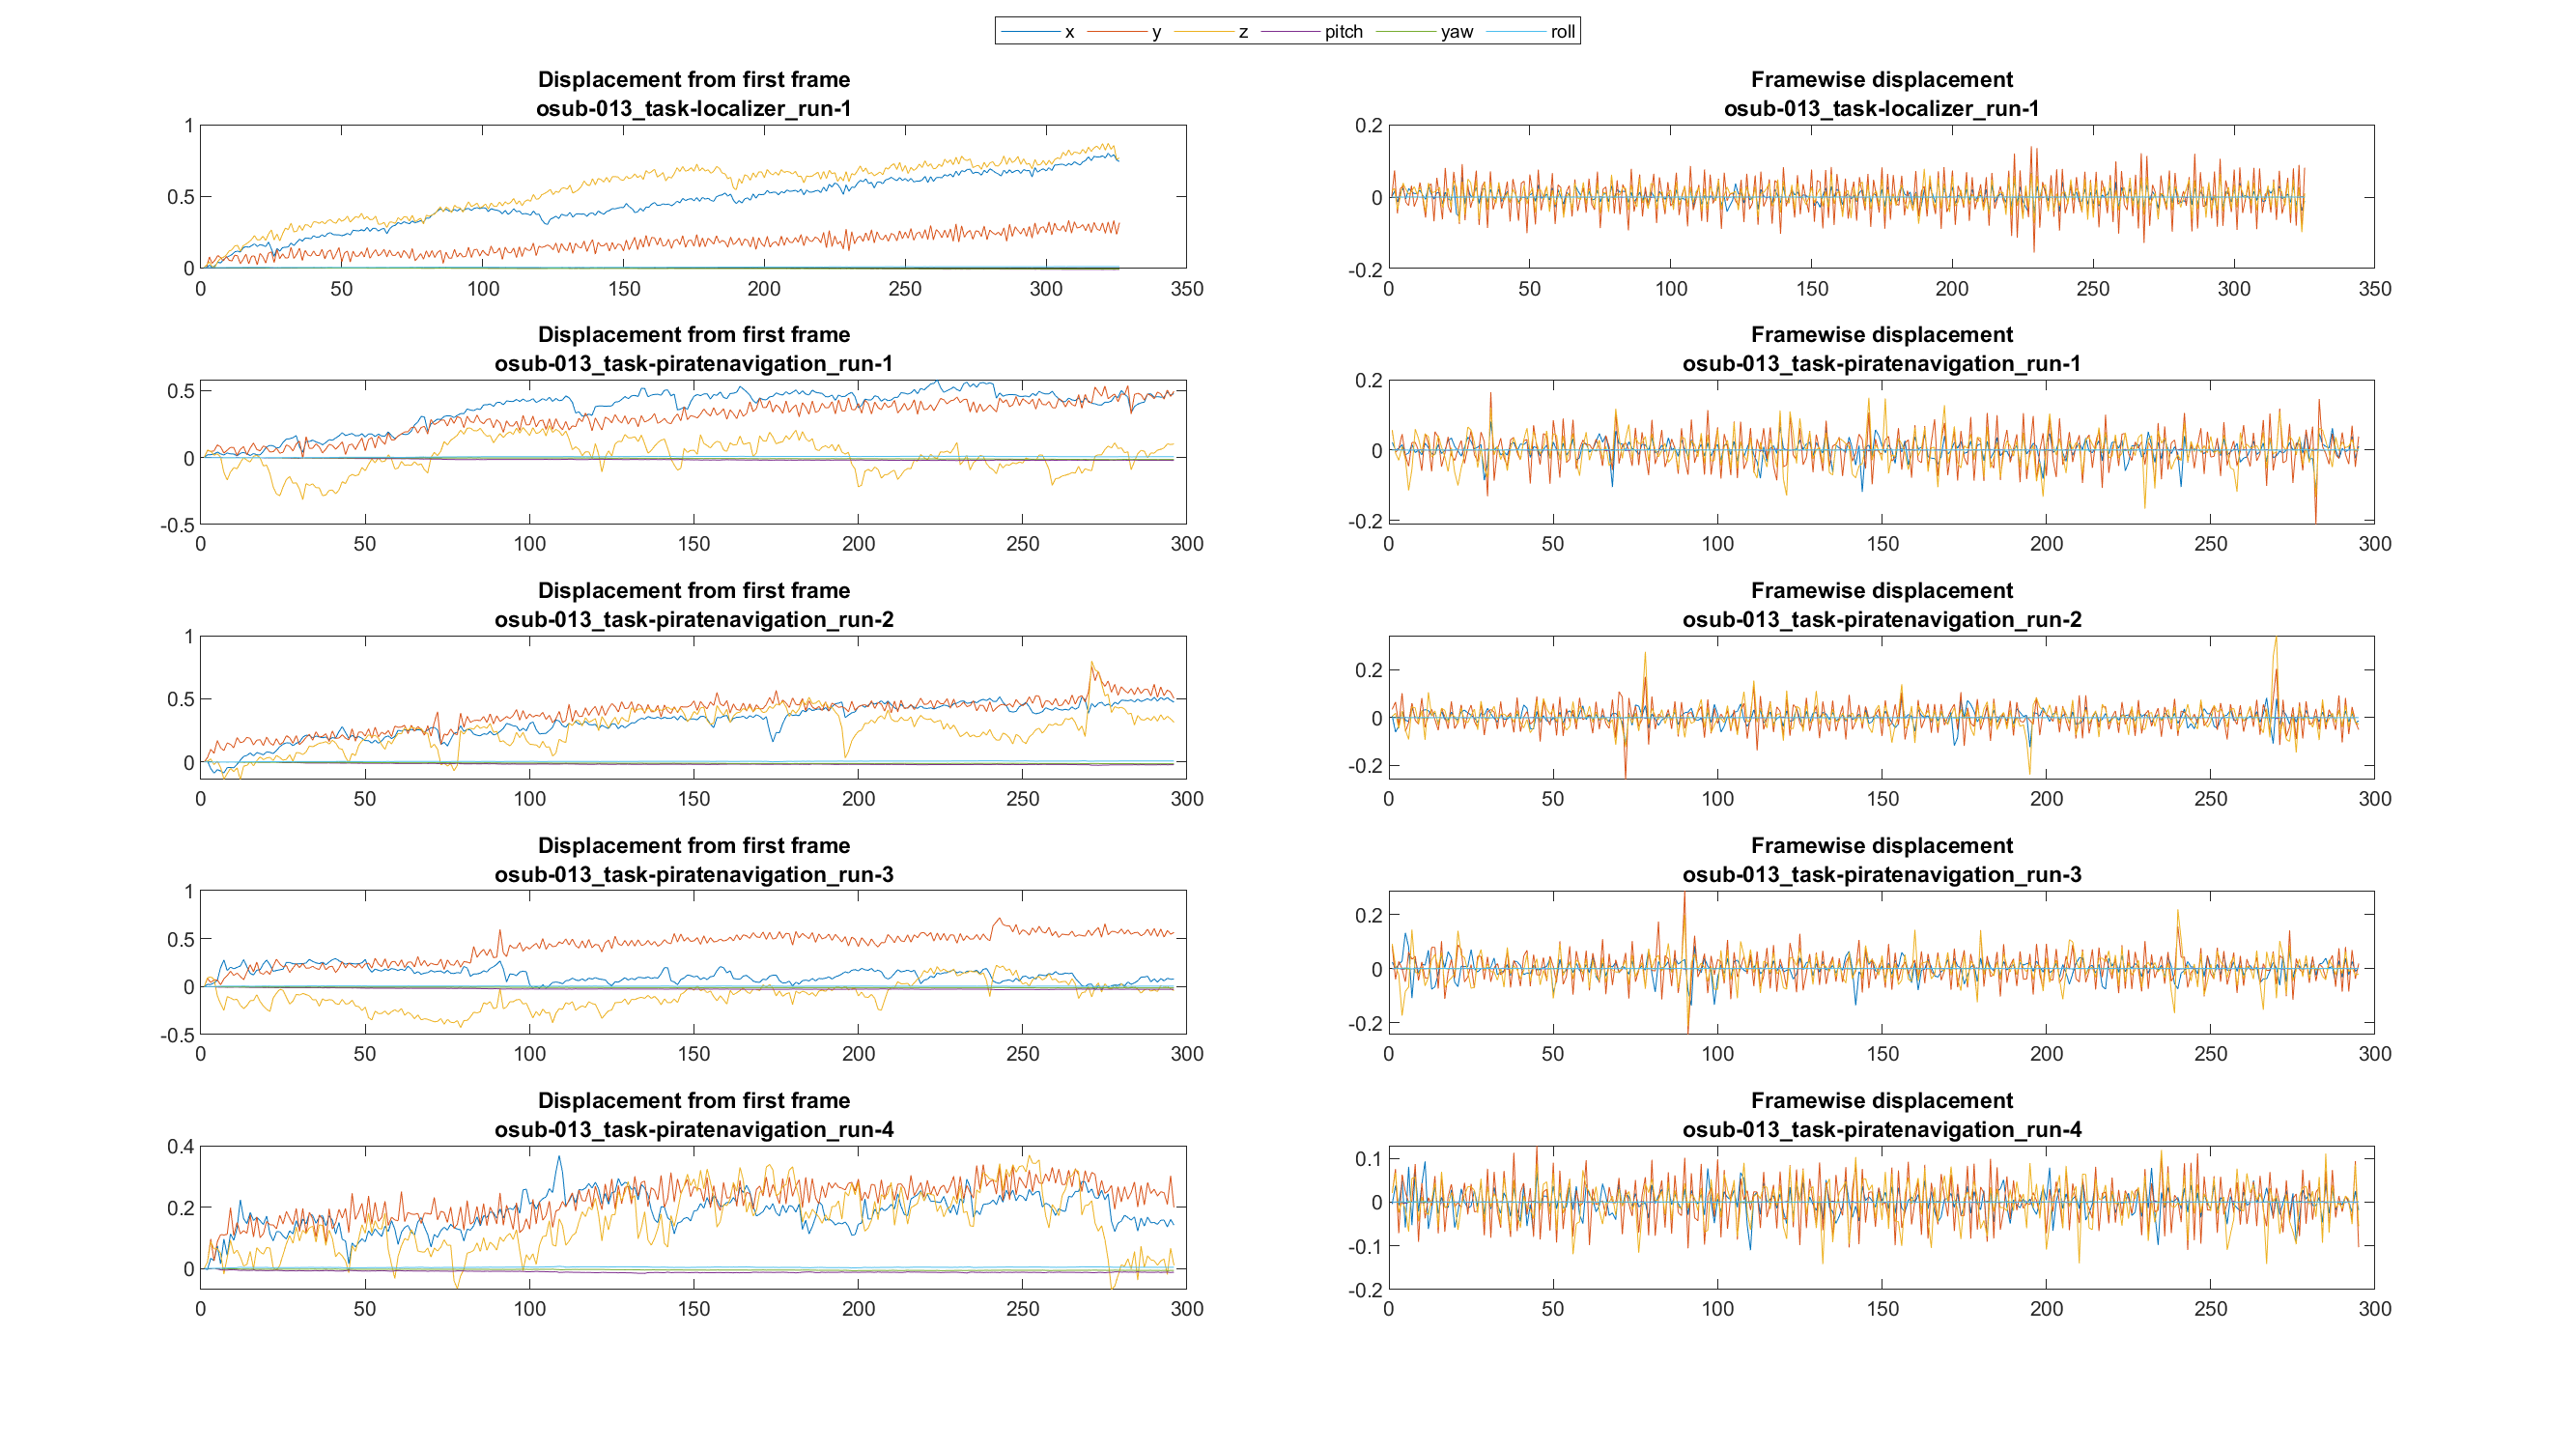 x y z pitch yaw roll
Displacement from first frame
osub-013_task-localizer_run-1
1
0.5
0
0 50 100 150 200 250 300 350
Framewise displacement
osub-013_task-localizer_run-1
0.2
0
-0.2
0 50 100 150 200 250 300 350
Displacement from first frame
osub-013_task-piratenavigation_run-1
0.5
0
-0.5
0 50 100 150 200 250 300
Framewise displacement
osub-013_task-piratenavigation_run-1
0.2
0
-0.2
0 50 100 150 200 250 300
Displacement from first frame
osub-013_task-piratenavigation_run-2
1
0.5
0
0 50 100 150 200 250 300
Framewise displacement
osub-013_task-piratenavigation_run-2
0.2
0
-0.2
0 50 100 150 200 250 300
Displacement from first frame
osub-013_task-piratenavigation_run-3
1
0.5
0
-0.5
0 50 100 150 200 250 300
Framewise displacement
osub-013_task-piratenavigation_run-3
0.2
0
-0.2
0 50 100 150 200 250 300
Displacement from first frame
osub-013_task-piratenavigation_run-4
0.4
0.2
0
0 50 100 150 200 250 300
Framewise displacement
osub-013_task-piratenavigation_run-4
0.1
0
-0.1
-0.2
0 50 100 150 200 250 300